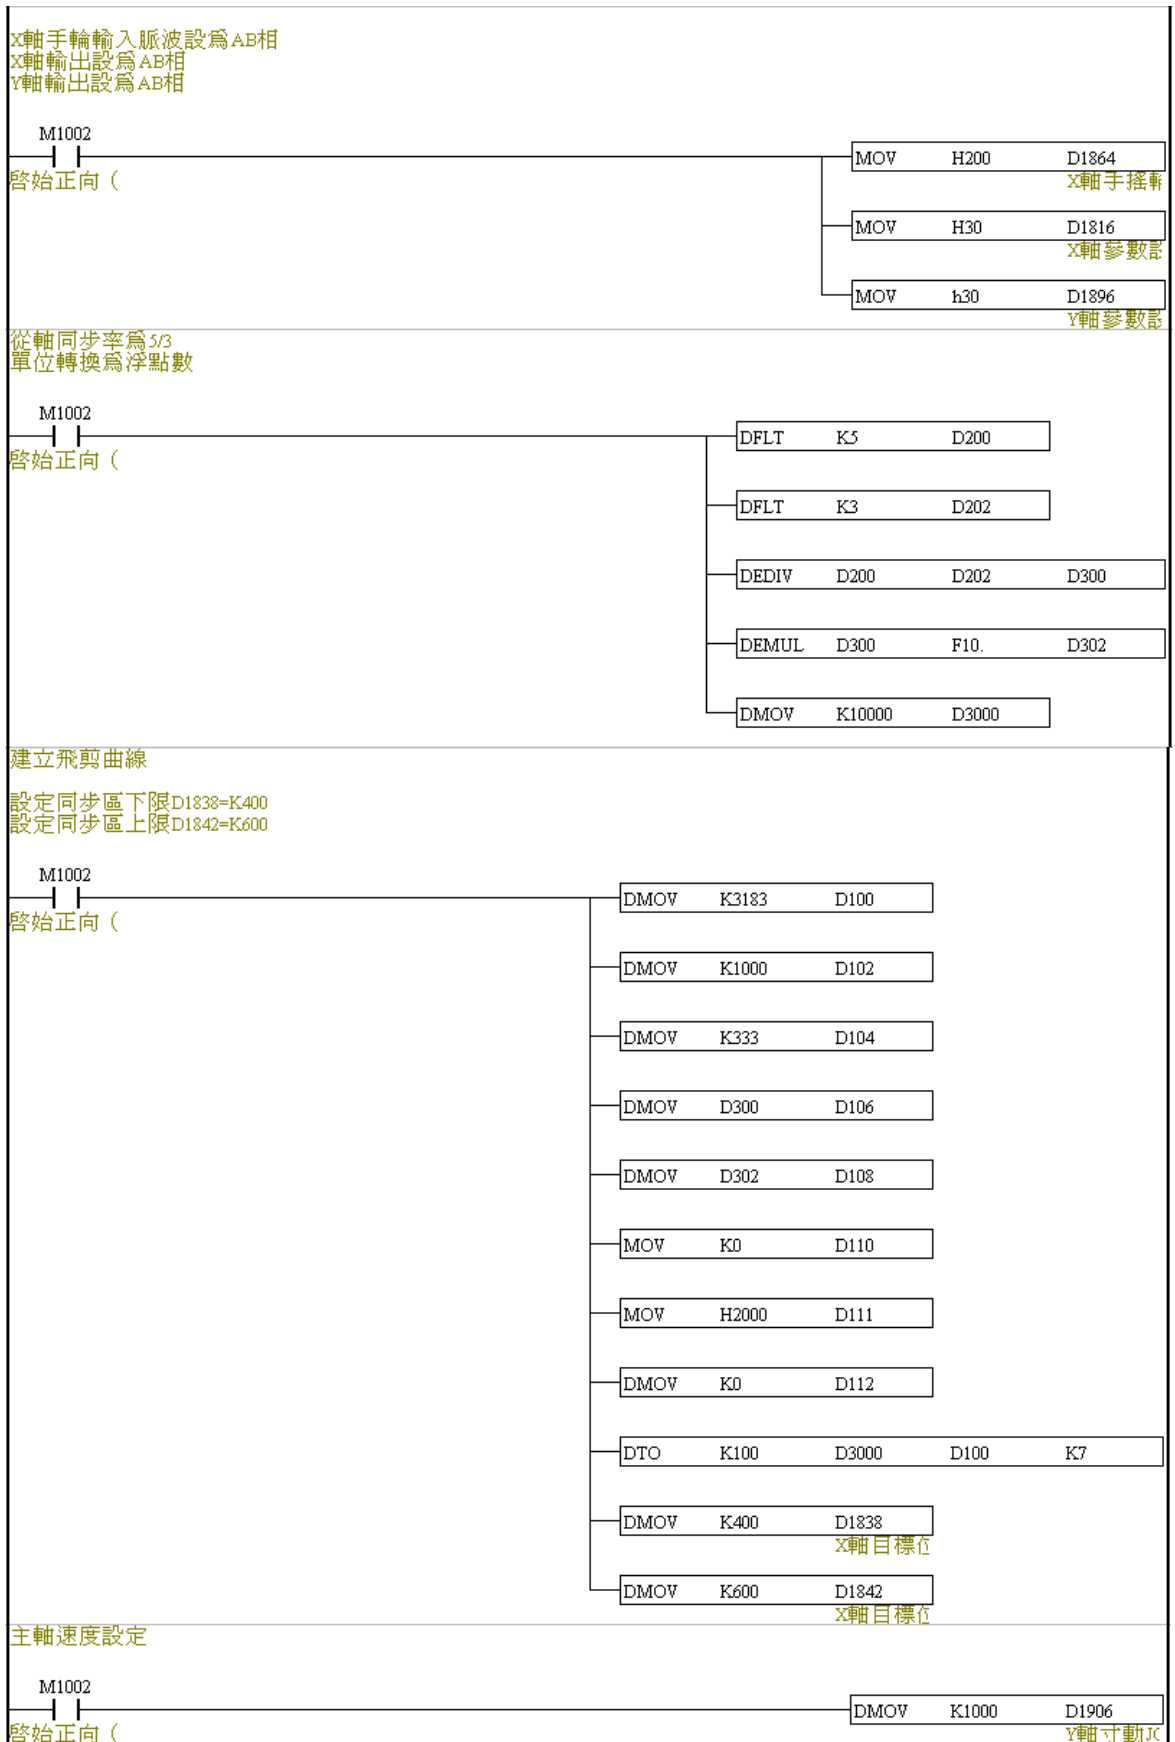 X軸手輪輸入脈波設爲AB相
X軸輸出設爲AB相
Y軸輸出設爲AB相
M1002
MOV H200 D1864
啓始正向（
X軸手搖輪
MOV H30 D1816
X軸參數設
MOV h30 D1896
Y軸參數設
從軸同步率爲5/3
單位轉換爲浮點數
M1002
DFLT K5 D200
啓始正向（
DFLT K3 D202
DEDIV D200 D202 D300
DEMUL D300 F10. D302
DMOV K10000 D3000
建立飛剪曲線
設定同步區下限D1838=K400
設定同步區上限D1842=K600
M1002
DMOV K3183 D100
啓始正向（
DMOV K1000 D102
DMOV K333 D104
DMOV D300 D106
DMOV D302 D108
MOV K0 D110
MOV H2000 D111
DMOV K0 D112
DTO K100 D3000 D100 K7
DMOV K400 D1838
X軸目標位
DMOV K600 D1842
X軸目標位
主軸速度設定
M1002
DMOV K1000 D1906
啓始正向（
Y軸寸動JO